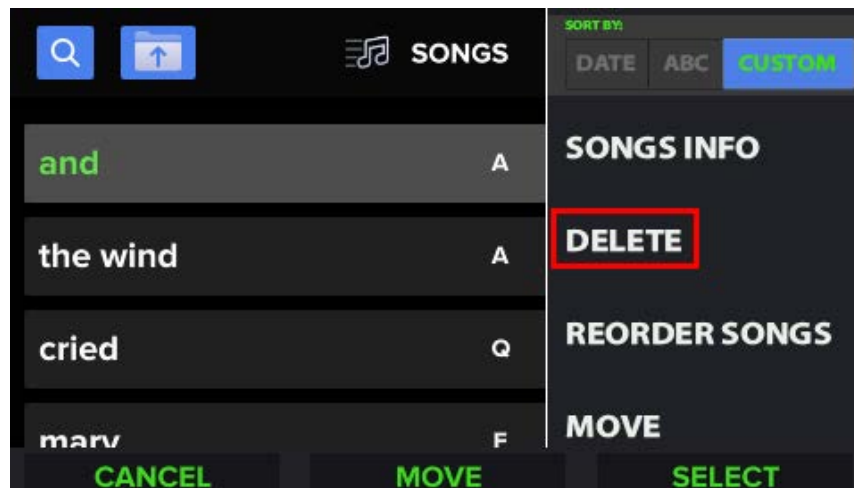 SONGS
SORT BY:
DATE ABC CUSTOM
and A
the wind A
cried Q
mary F
SONGS INFO
DELETE
REORDER SONGS
MOVE
CANCEL MOVE SELECT